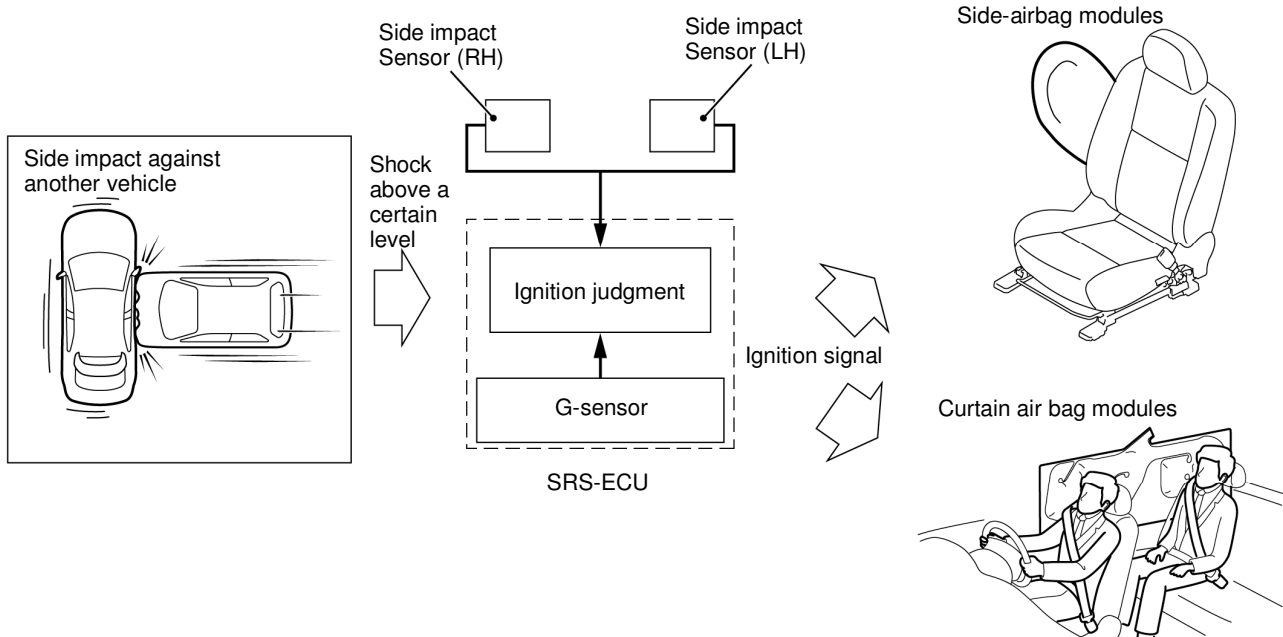 Side impact against
another vehicle
Shock
above a
certain
level
Side impact
Sensor (RH)
Side impact
Sensor (LH)
Ignition judgment
G-sensor
SRS-ECU
Ignition signal
Side-airbag modules
Curtain air bag modules